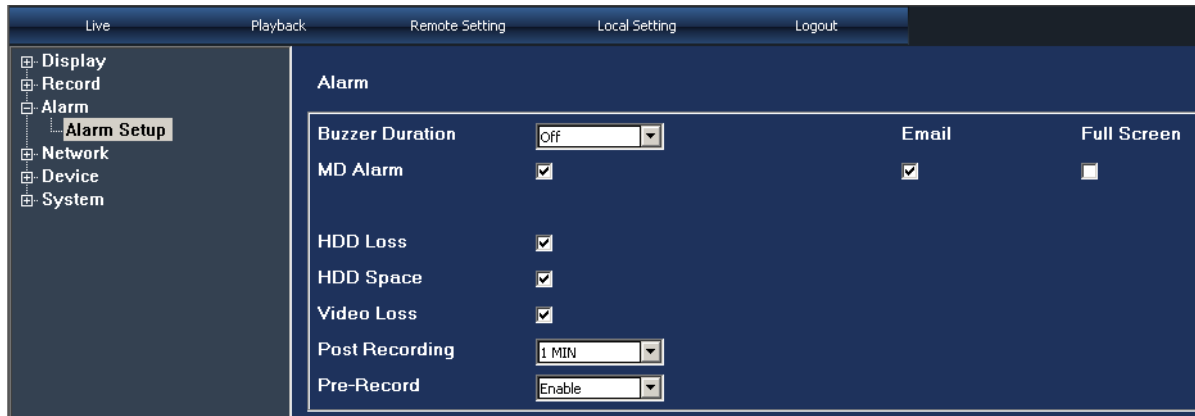 Live Playback Remote Setting Local Setting Logout
Display
Record
Alarm
Alarm Setup
Network
Device
System
Alarm
Buzzer Duration Off Email Full Screen
MD Alarm
HDD Loss
HDD Space
Video Loss
Post Recording 1 MIN
Pre-Record Enable